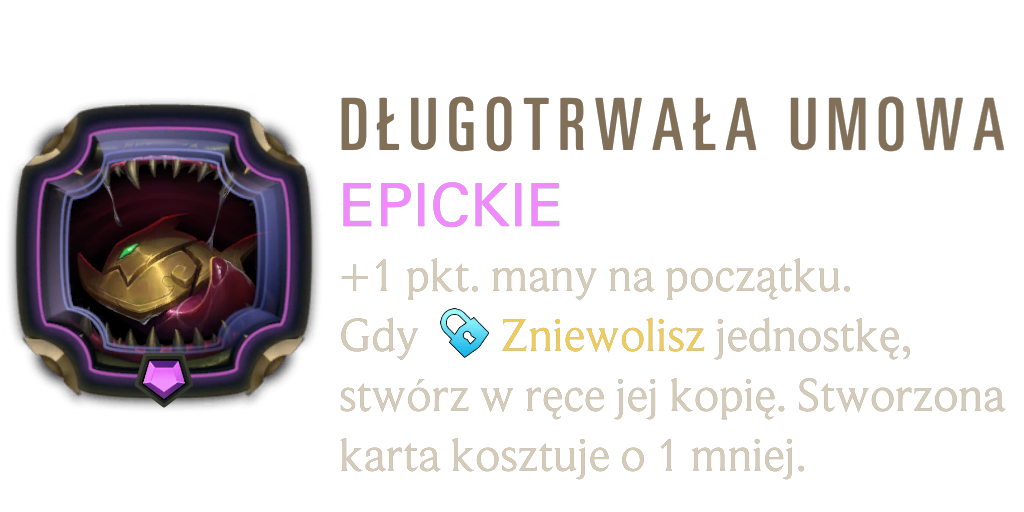 DŁUGOTRWAŁA UMOWA
EPICKIE
+1 pkt. many na początku.
Gdy Zniewolisz jednostkę,
stwórz w ręce jej kopię. Stworzona
karta kosztuje o 1 mniej.